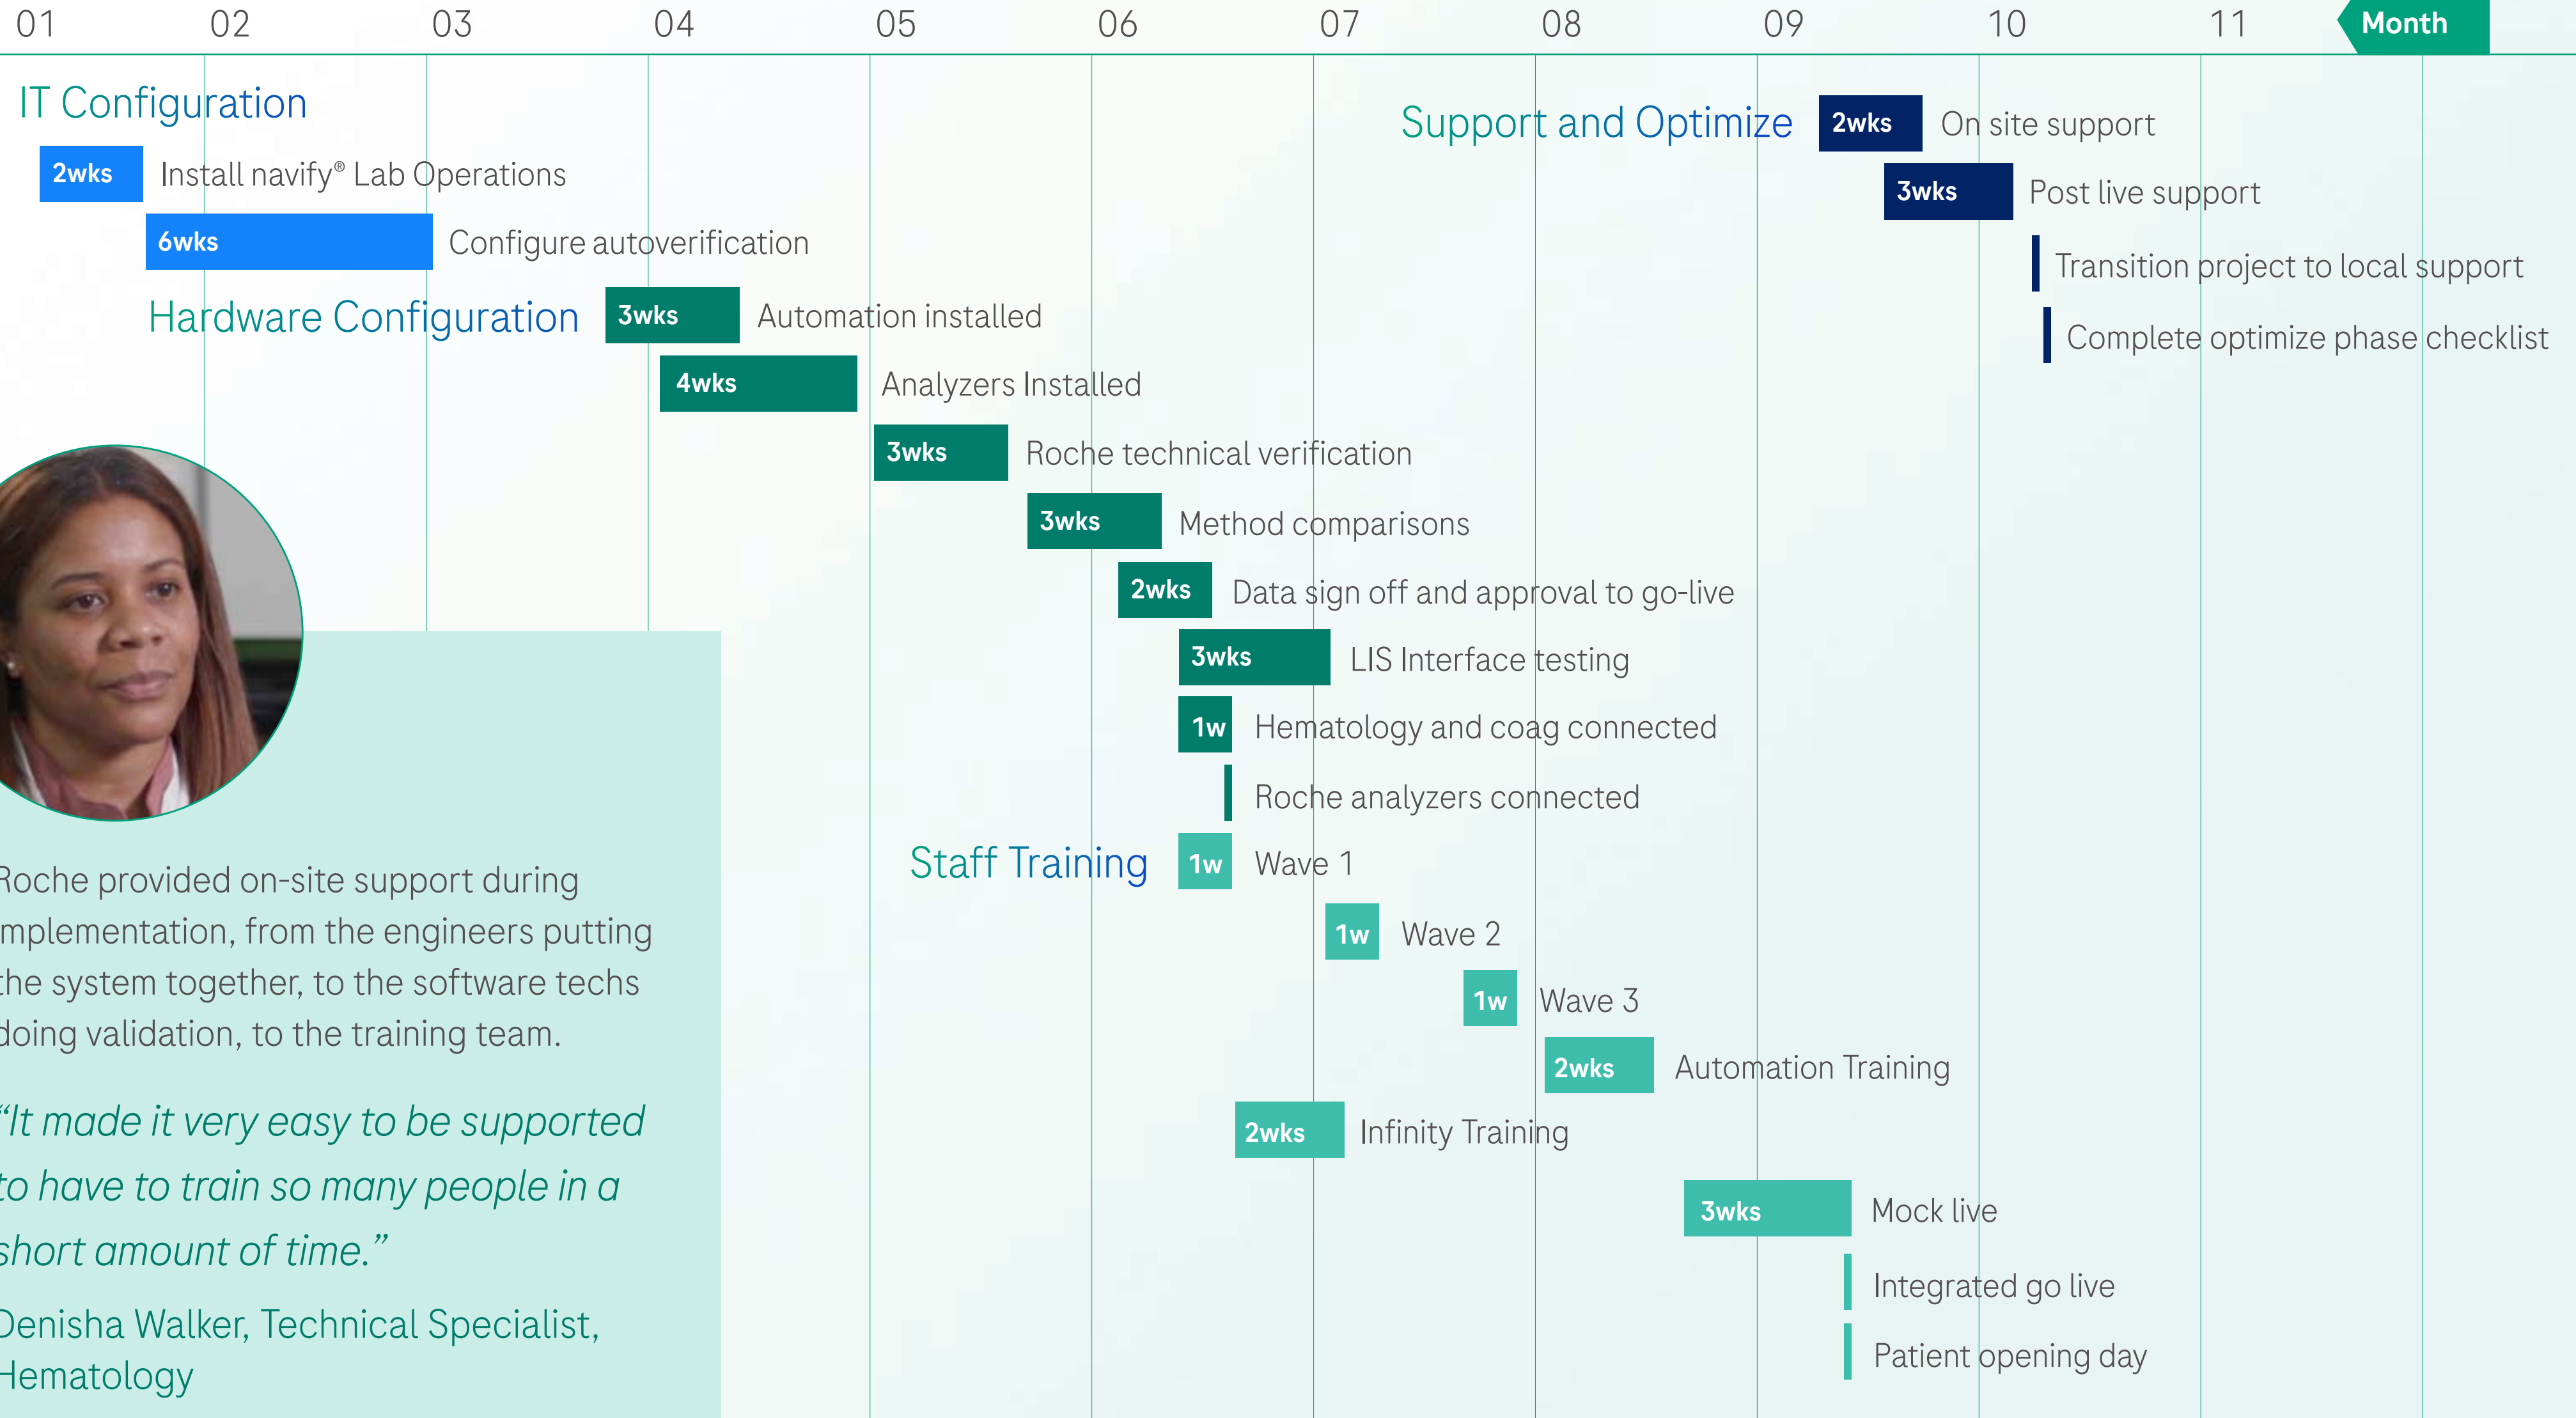 01 02 03 04 05 06 07 08 09 10 11 Month
IT Configuration
2wks Install navify® Lab Operations
6wks Configure autoverification
Hardware Configuration 3wks Automation installed
4wks Analyzers Installed
3wks Roche technical verification
3wks Method comparisons
2wks Data sign off and approval to go-live
3wks LIS Interface testing
1w Hematology and coag connected
Roche analyzers connected
Staff Training 1w Wave 1
1w Wave 2
1w Wave 3
2wks Automation Training
2wks Infinity Training
3wks Mock live
Integrated go live
Patient opening day
Support and Optimize 2wks On site support
3wks Post live support
Transition project to local support
Complete optimize phase checklist
Roche provided on-site support during
implementation, from the engineers putting
the system together, to the software techs
doing validation, to the training team.
“It made it very easy to be supported
to have to train so many people in a
short amount of time.”
Denisha Walker, Technical Specialist,
Hematology